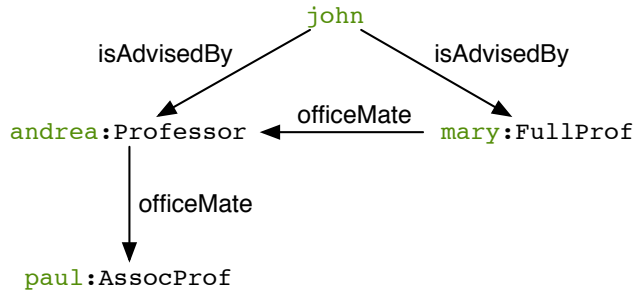 john
isAdvisedBy isAdvisedBy
officeMate
andrea:Professor mary:FullProf
officeMate
paul:AssocProf